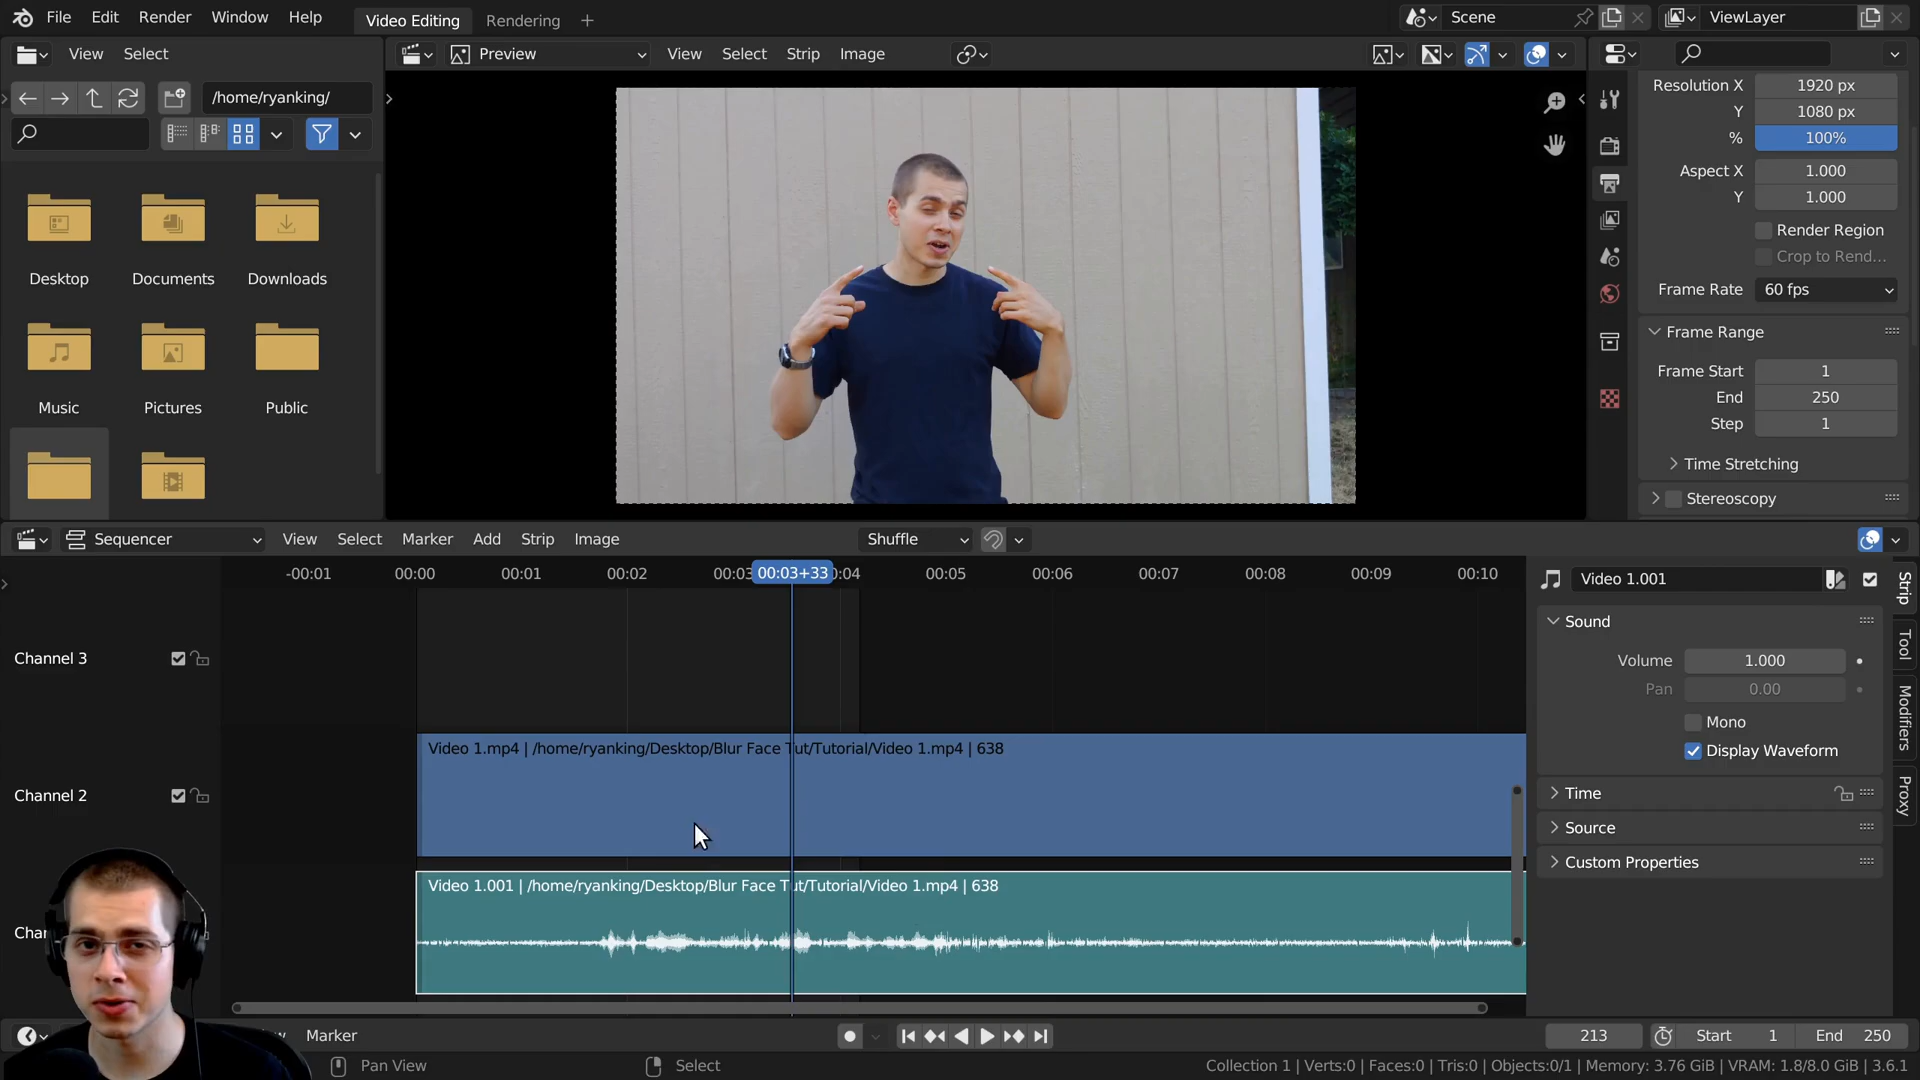 File Edit Render Window Help Video Editing Rendering + Scene ViewLayer
View Select Preview View Select Strip Image
/home/ryanking/
Desktop Documents Downloads
Music Pictures Public
Resolution X 1920 px
Y 1080 px
% 100%
Aspect X 1.000
Y 1.000
Render Region
Crop to Rend...
Frame Rate 60 fps
Frame Range
Frame Start 1
End 250
Step 1
Time Stretching
Stereoscopy
Sequencer View Select Marker Add Strip Image Shuffle
-00:01 00:00 00:01 00:02 00:03 00:03+33 0:04 00:05 00:06 00:07 00:08 00:09 00:10
Channel 3
Channel 2
Video 1.mp4 | /home/ryanking/Desktop/Blur Face Tut/Tutorial/Video 1.mp4 | 638
Video 1.001 | /home/ryanking/Desktop/Blur Face Tut/Tutorial/Video 1.mp4 | 638
Video 1.001
Sound
Volume 1.000
Pan 0.00
Mono
Display Waveform
Time
Source
Custom Properties
Strip
Tool
Modifiers
Proxy
Marker 213 Start 1 End 250
Pan View Select Collection 1 | Verts:0 | Faces:0 | Tris:0 | Objects:0/1 | Memory: 3.76 GiB | VRAM: 1.8/8.0 GiB | 3.6.1